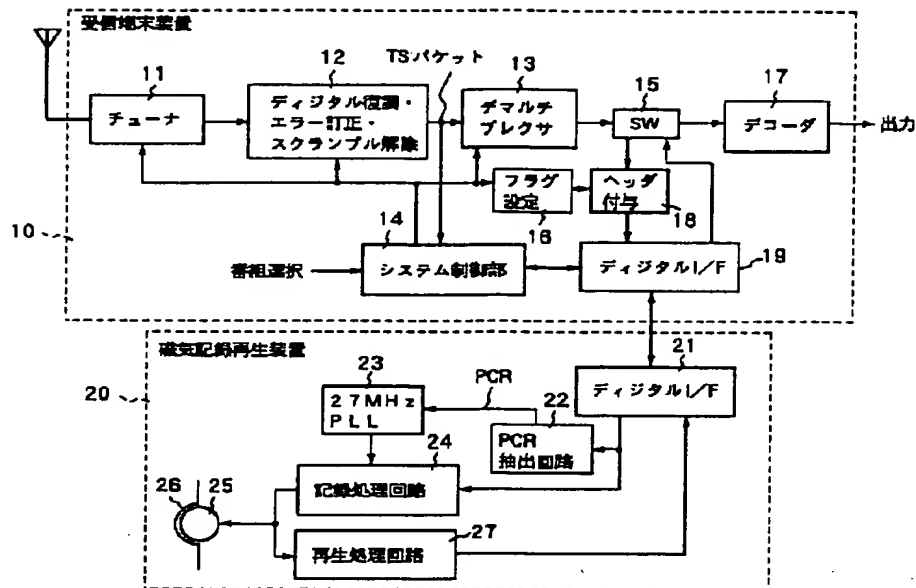 受信端末装置
TSパケット
11
チューナ
12
ディジタル復調・
エラー訂正・
スクランブル解除
13
デマルチ
プレクサ
15
SW
17
デコーダ
出力
フラグ
設定
16
ヘッダ
付与
18
10
14
システム制御部
番組選択
ディジタルI/F
19
磁気記録再生装置
20
21
ディジタルI/F
23
27MHz
PLL
PCR
22
PCR
抽出回路
24
記録処理回路
26
25
27
再生処理回路